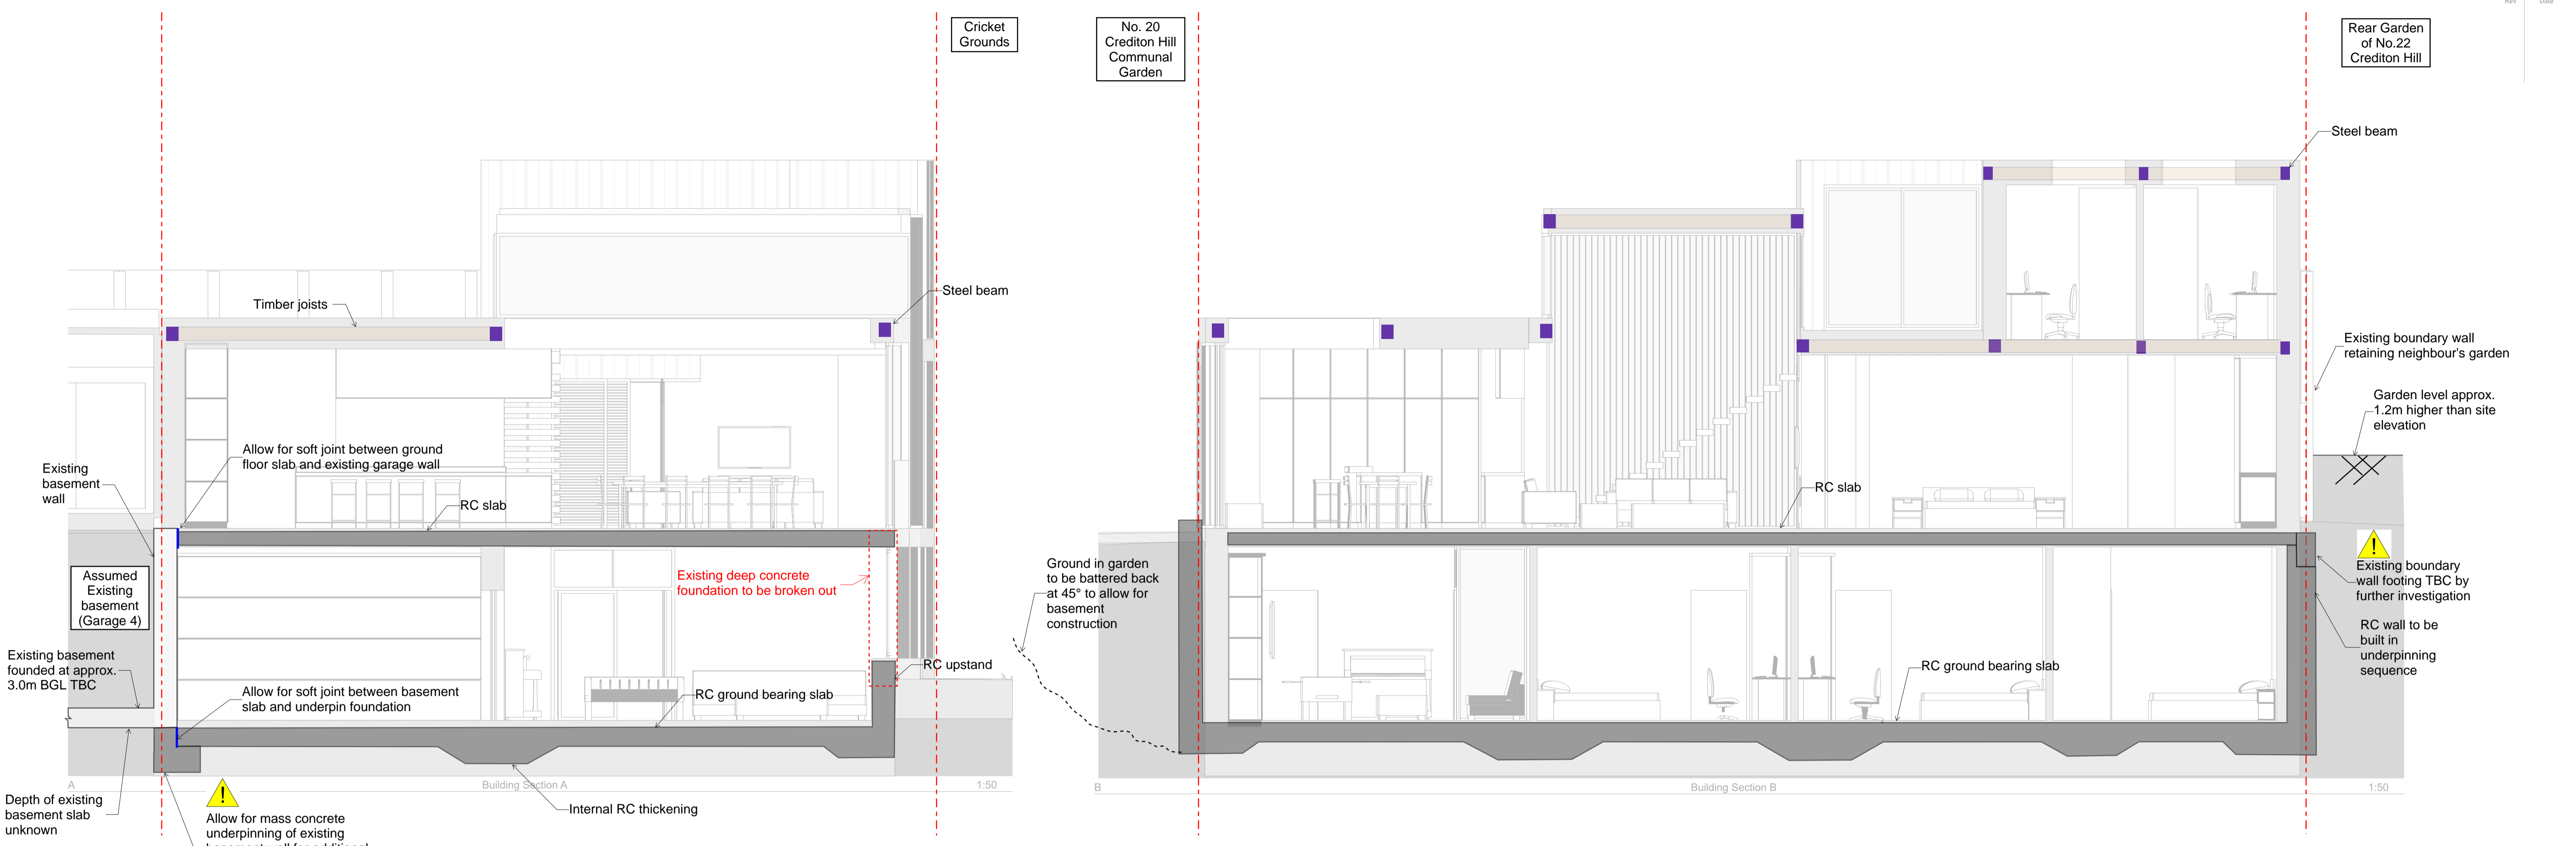 Rev
Date
Cricket
Grounds
No. 20
Crediton Hill
Communal
Garden
Rear Garden
of No.22
Crediton Hill
Steel beam
Timber joists
Steel beam
Existing boundary wall
retaining neighbour's garden
Garden level approx.
1.2m higher than site
elevation
Allow for soft joint between ground
floor slab and existing garage wall
Existing
basement
wall
RC slab
RC slab
Assumed
Existing
basement
(Garage 4)
Existing deep concrete
foundation to be broken out
Ground in garden
to be battered back
at 45° to allow for
basement
construction
!
Existing boundary
wall footing TBC by
further investigation
RC wall to be
built in
underpinning
sequence
Existing basement
founded at approx.
3.0m BGL TBC
Allow for soft joint between basement
slab and underpin foundation
RC ground bearing slab
RC upstand
RC ground bearing slab
A
Building Section A
1:50
B
Building Section B
1:50
Depth of existing
basement slab
unknown
!
Internal RC thickening
Allow for mass concrete
underpinning of existing
basement wall for additional